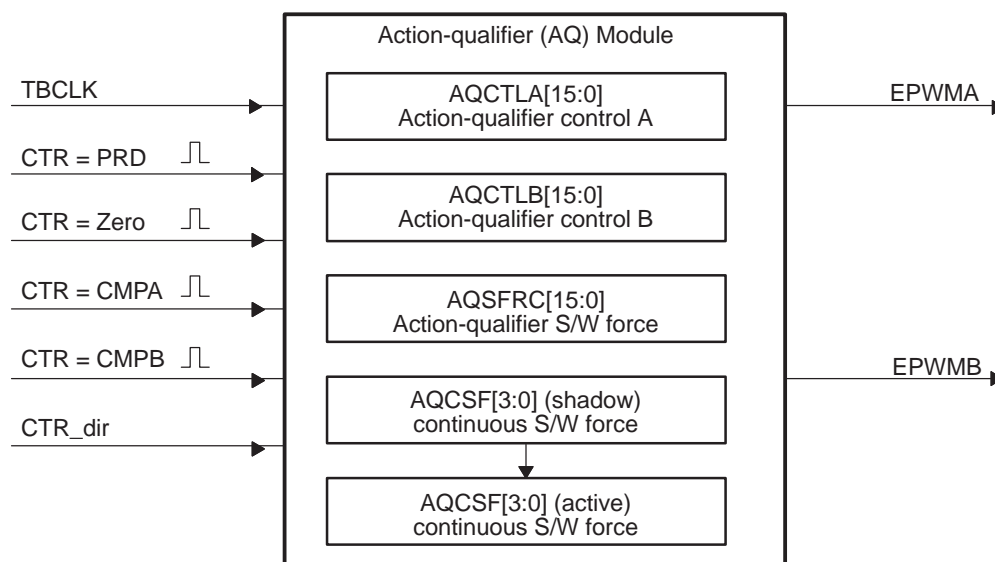 Action-qualifier (AQ) Module
TBCLK
CTR = PRD
CTR = Zero
CTR = CMPA
CTR = CMPB
CTR_dir
AQCTLA[15:0]
Action-qualifier control A
AQCTLB[15:0]
Action-qualifier control B
AQSFRC[15:0]
Action-qualifier S/W force
AQCSF[3:0] (shadow)
continuous S/W force
AQCSF[3:0] (active)
continuous S/W force
EPWMA
EPWMB